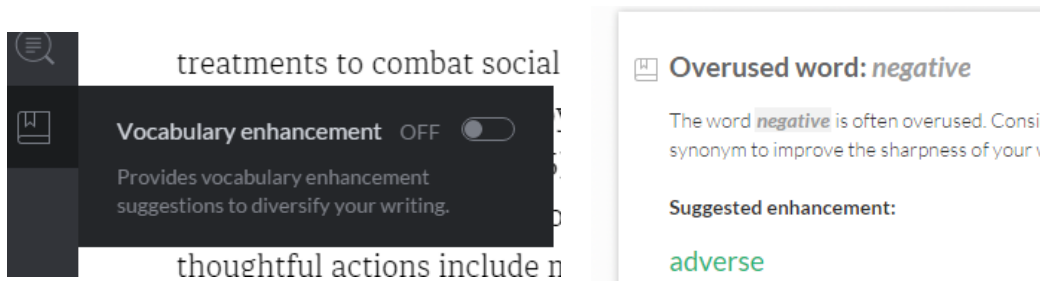 treatments to combat social
Vocabulary enhancement OFF
Provides vocabulary enhancement
suggestions to diversify your writing.
thoughtful actions include
Overused word: negative
The word negative is often overused. Consi
synonym to improve the sharpness of your
Suggested enhancement:
adverse